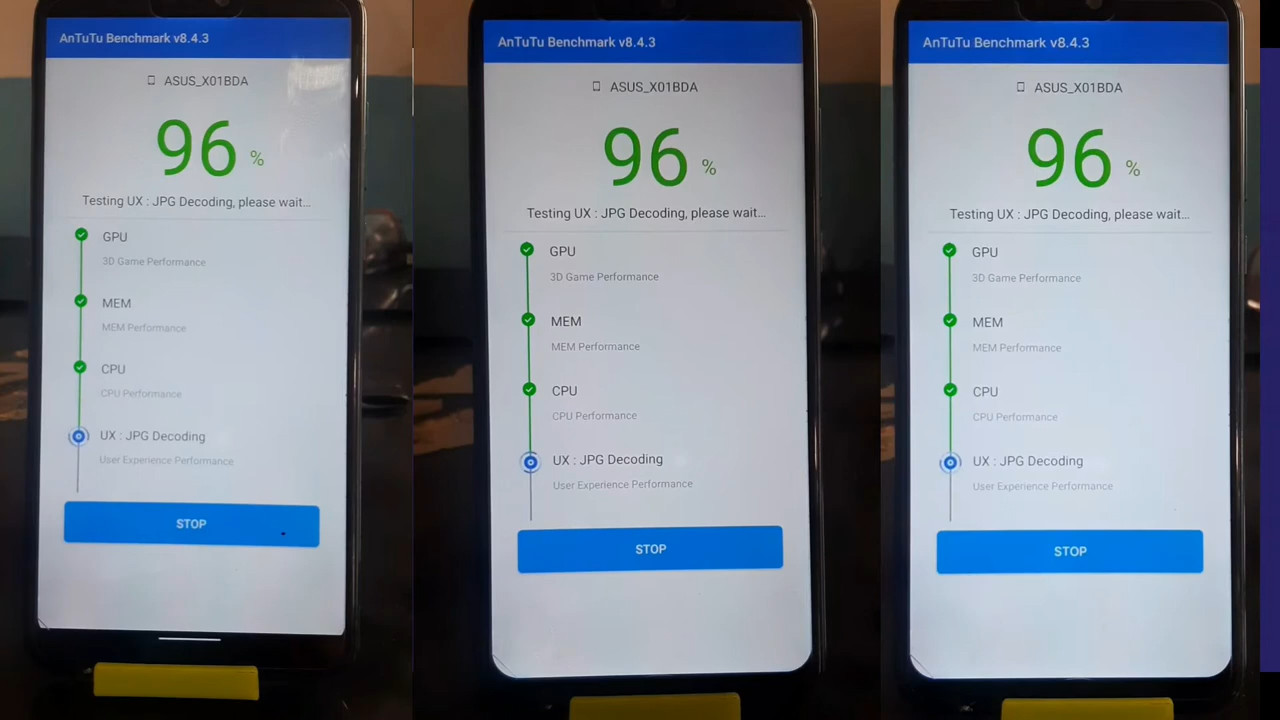 AnTuTu Benchmark v8.4.3
ASUS_X01BDA
96 %
Testing UX : JPG Decoding, please wait...
GPU
3D Game Performance
MEM
MEM Performance
CPU
CPU Performance
UX : JPG Decoding
User Experience Performance
STOP
AnTuTu Benchmark v8.4.3
ASUS_X01BDA
96 %
Testing UX : JPG Decoding, please wait...
GPU
3D Game Performance
MEM
MEM Performance
CPU
CPU Performance
UX : JPG Decoding
User Experience Performance
STOP
AnTuTu Benchmark v8.4.3
ASUS_X01BDA
96 %
Testing UX : JPG Decoding, please wait...
GPU
3D Game Performance
MEM
MEM Performance
CPU
CPU Performance
UX : JPG Decoding
User Experience Performance
STOP